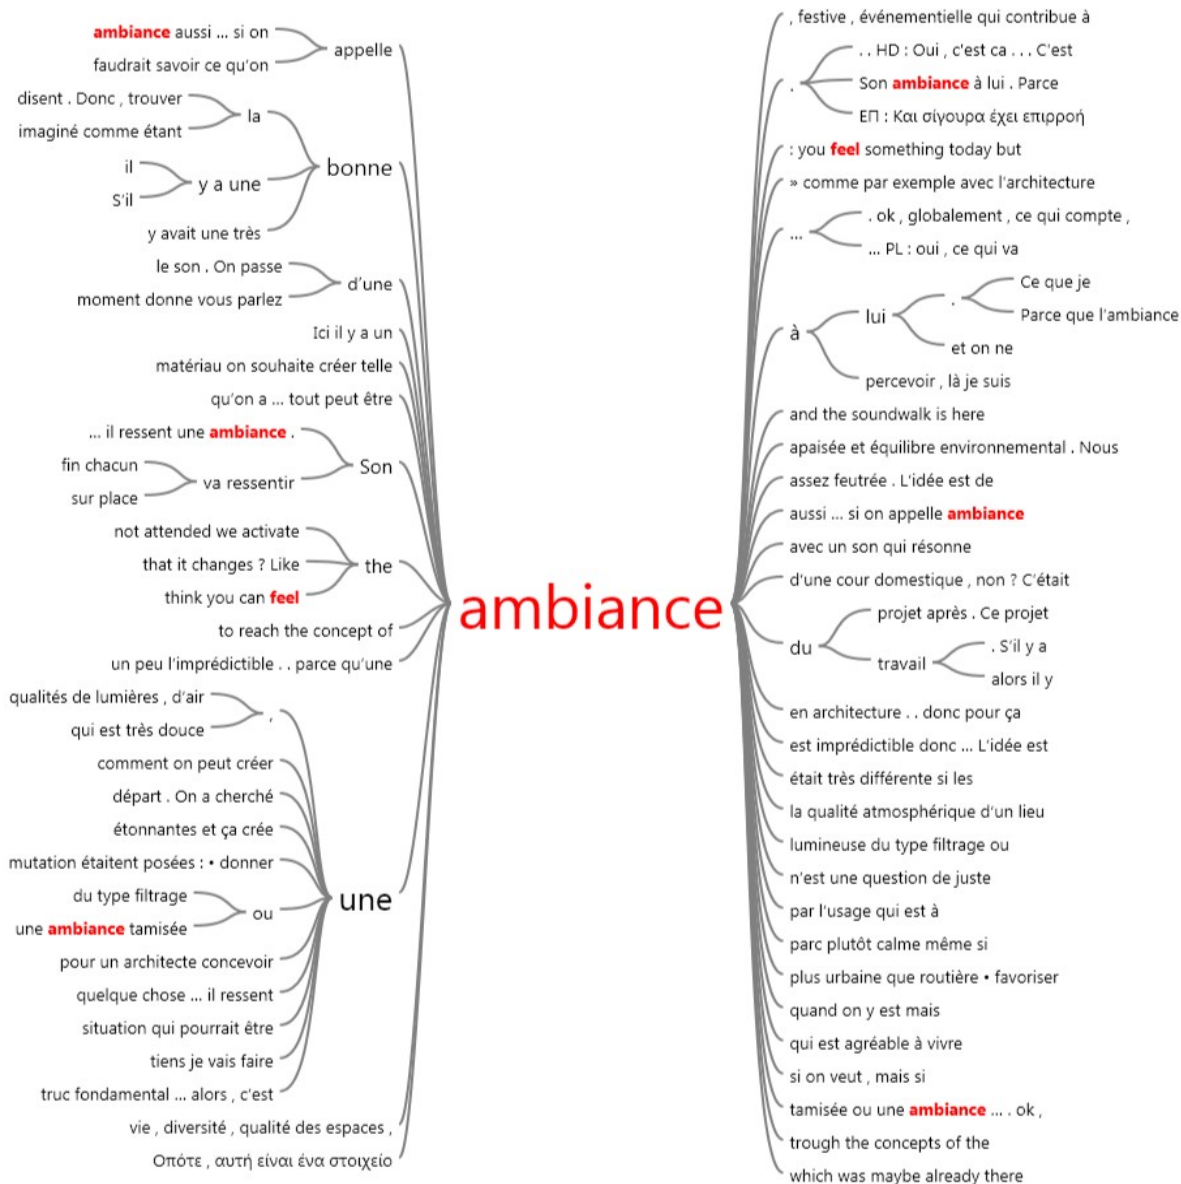 ambiance aussi ... si on
faudrait savoir ce qu'on
appelle
disent . Donc , trouver
imaginé comme étant
la
il
S'il
y a une
y avait une très
bonne
le son . On passe
moment donne vous parlez
d'une
Ici il y a un
matériau on souhaite créer telle
qu'on a ... tout peut être
... il ressent une ambiance .
fin chacun
sur place
va ressentir
Son
not attended we activate
that it changes ? Like
think you can feel
the
to reach the concept of
un peu l'imprédictible . . parce qu'une
qualités de lumières , d'air
qui est très douce
,
comment on peut créer
départ . On a cherché
étonnantes et ça crée
mutation étaitent posées : • donner
du type filtrage
une ambiance tamisée
ou
pour un architecte concevoir
quelque chose ... il ressent
situation qui pourrait être
tiens je vais faire
truc fondamental ... alors , c'est
une
vie , diversité , qualité des espaces ,
Οπότε , αυτή είναι ένα στοιχείο
ambiance
, festive , événementielle qui contribue à
.
. . HD : Oui , c'est ca . . . C'est
Son ambiance à lui . Parce
ΕΠ : Και σίγουρα έχει επιρροή
: you feel something today but
» comme par exemple avec l'architecture
...
. ok , globalement , ce qui compte ,
... PL : oui , ce qui va
à
lui
.
Ce que je
Parce que l'ambiance
et on ne
percevoir , là je suis
and the soundwalk is here
apaisée et équilibre environnemental . Nous
assez feutrée . L'idée est de
aussi ... si on appelle ambiance
avec un son qui résonne
d'une cour domestique , non ? C'était
du
projet après . Ce projet
travail
. S'il y a
alors il y
en architecture . . donc pour ça
est imprédictible donc ... L'idée est
était très différente si les
la qualité atmosphérique d'un lieu
lumineuse du type filtrage ou
n'est une question de juste
par l'usage qui est à
parc plutôt calme même si
plus urbaine que routière • favoriser
quand on y est mais
qui est agréable à vivre
si on veut , mais si
tamisée ou une ambiance ... . ok ,
trough the concepts of the
which was maybe already there